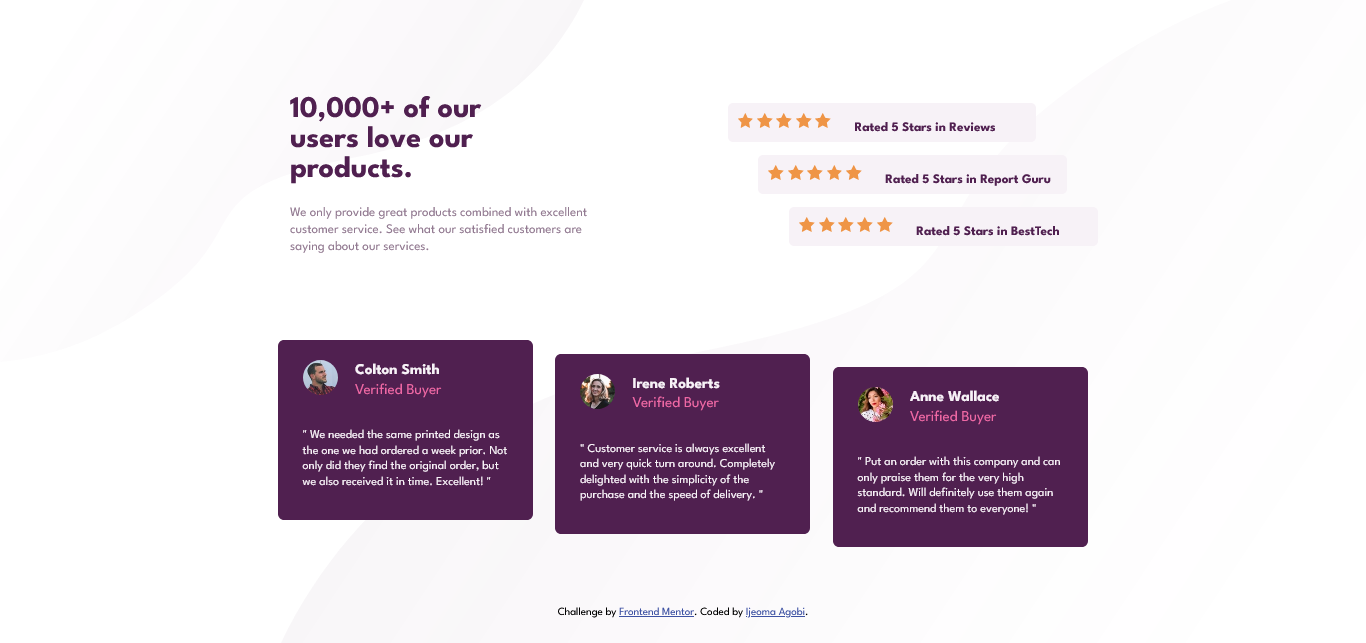 10,000+ of our
users love our
products.
We only provide great products combined with excellent
customer service. See what our satisfied customers are
saying about our services.
Rated 5 Stars in Reviews
Rated 5 Stars in Report Guru
Rated 5 Stars in BestTech
Colton Smith
Verified Buyer
" We needed the same printed design as
the one we had ordered a week prior. Not
only did they find the original order, but
we also received it in time. Excellent! "
Irene Roberts
Verified Buyer
" Customer service is always excellent
and very quick turn around. Completely
delighted with the simplicity of the
purchase and the speed of delivery. "
Anne Wallace
Verified Buyer
" Put an order with this company and can
only praise them for the very high
standard. Will definitely use them again
and recommend them to everyone! "
Challenge by Frontend Mentor. Coded by Ijeoma Agobi.